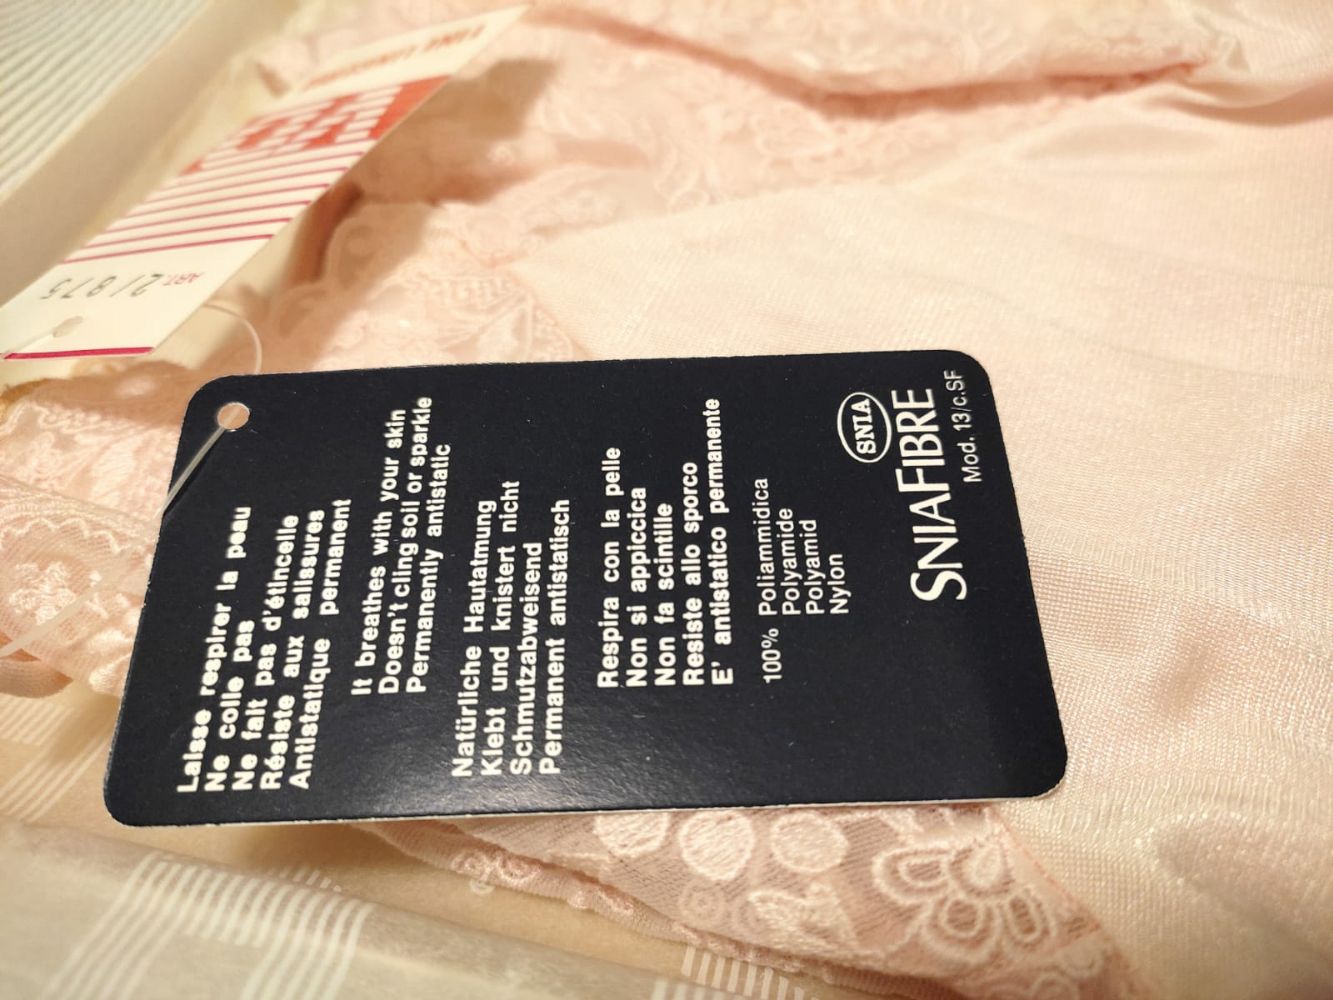 Laisse respirer la peau
Ne colle pas
Ne fait pas d'étincelle
Résiste aux salissures
Antistatique permanent
It breathes with your skin
Doesn't cling soil or sparkle
Permanently antistatic
Natürliche Hautatmung
Klebt und knistert nicht
Schmutzabweisend
Permanent antistatisch
Respira con la pelle
Non si appiccica
Non fa scintille
Resiste allo sporco
E' antistatico permanente
100% Poliammidica
Polyamide
Polyamid
Nylon
SNIA
SNIAFIBRE
Mod. 13/c.SF
ART. 21875